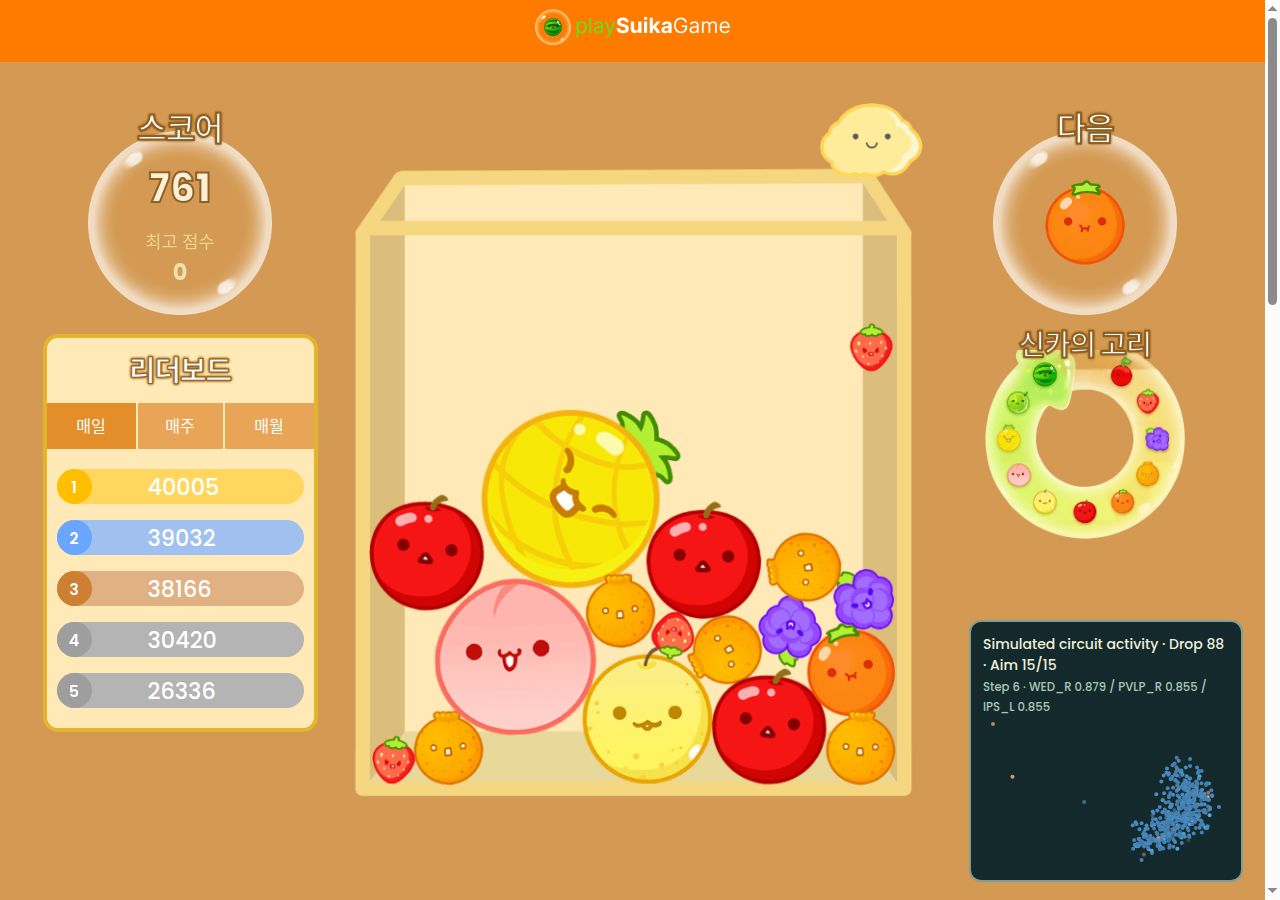 playSuikaGame
스코어
761
최고 점수
0
다음
신카의 고리
리더보드
매일 매주 매월
1 40005
2 39032
3 38166
4 30420
5 26336
Simulated circuit activity · Drop 88
· Aim 15/15
Step 6 · WED_R 0.879 / PVLP_R 0.855 /
IPS_L 0.855